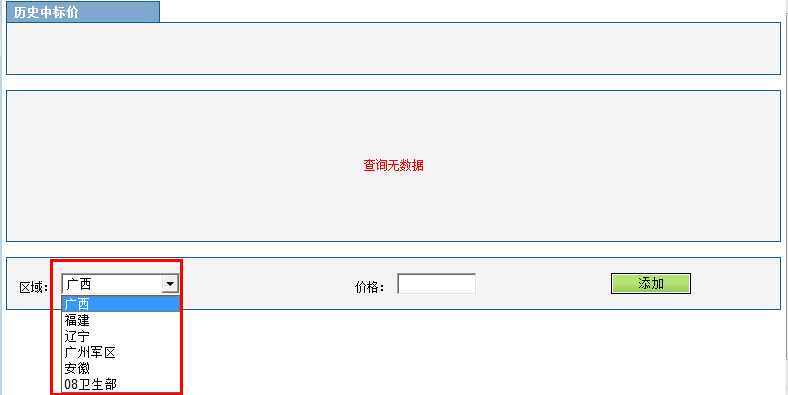 历史中标价
查询无数据
区域： 广西 价格： 添加
广西
福建
辽宁
广州军区
安徽
08卫生部